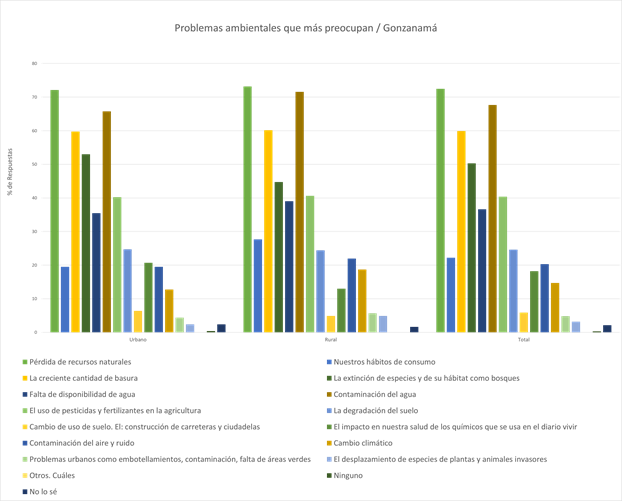 Problemas ambientales que más preocupan / Gonzanamá
80
70
60
50
40
30
20
10
0
% de Respuestas
Urbano Rural Total
Pérdida de recursos naturales
Nuestros hábitos de consumo
La creciente cantidad de basura
La extinción de especies y de su hábitat como bosques
Falta de disponibilidad de agua
Contaminación del agua
El uso de pesticidas y fertilizantes en la agricultura
La degradación del suelo
Cambio de uso de suelo. El: construcción de carreteras y ciudadelas
El impacto en nuestra salud de los químicos que se usa en el diario vivir
Contaminación del aire y ruido
Cambio climático
Problemas urbanos como embotellamientos, contaminación, falta de áreas verdes
El desplazamiento de especies de plantas y animales invasores
Otros. Cuáles
Ninguno
No lo sé